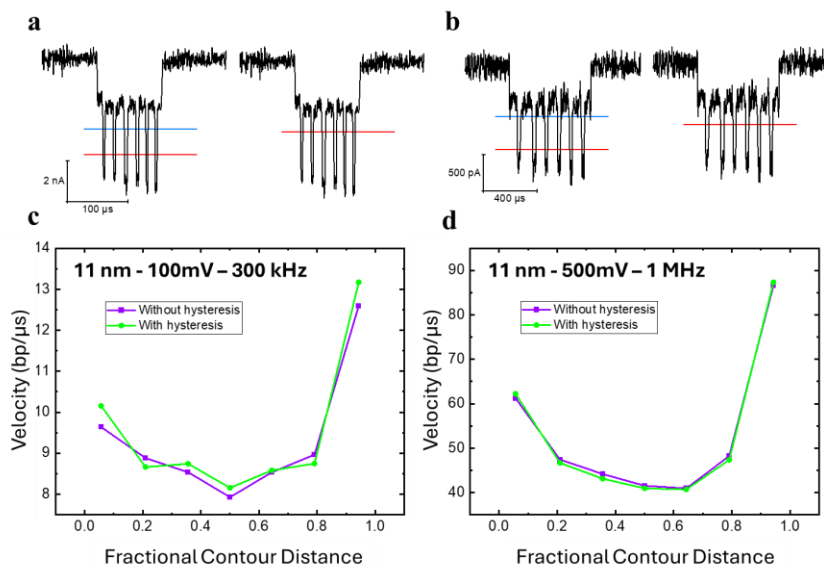 a
b
2 nA
100 µs
500 pA
400 µs
c
d
11 nm - 100mV – 300 kHz
Without hysteresis
With hysteresis
Velocity (bp/µs)
14
13
12
11
10
9
8
0.0 0.2 0.4 0.6 0.8 1.0
Fractional Contour Distance
11 nm - 500mV – 1 MHz
Without hysteresis
With hysteresis
Velocity (bp/µs)
90
80
70
60
50
40
0.0 0.2 0.4 0.6 0.8 1.0
Fractional Contour Distance